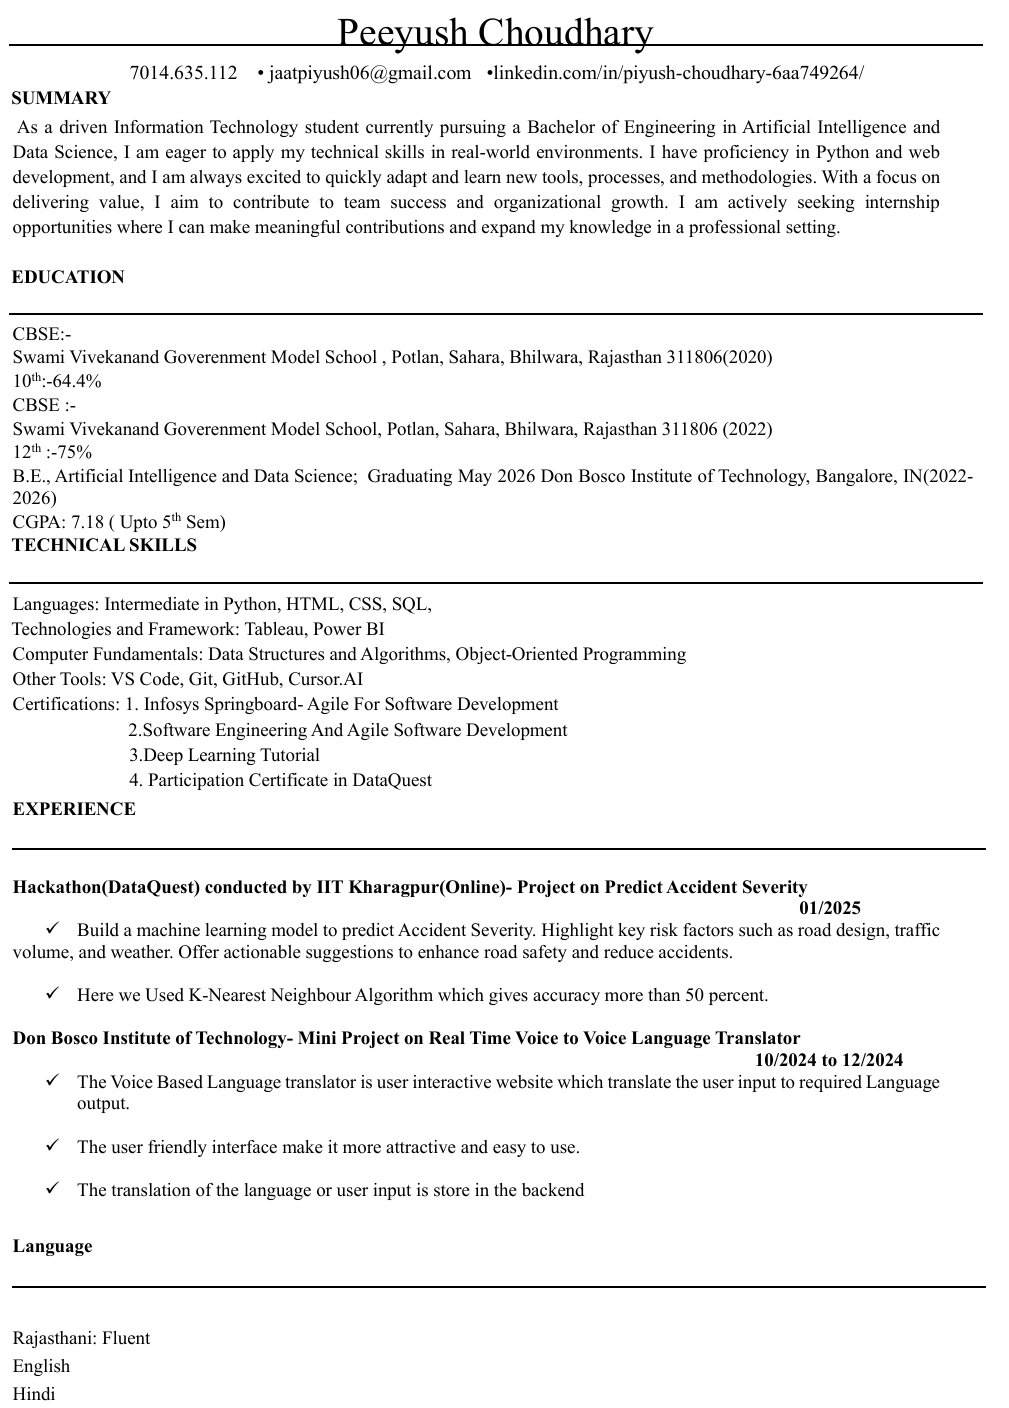 Peeyush Choudhary
7014.635.112 • jaatpiyush06@gmail.com •linkedin.com/in/piyush-choudhary-6aa749264/
SUMMARY
As a driven Information Technology student currently pursuing a Bachelor of Engineering in Artificial Intelligence and
Data Science, I am eager to apply my technical skills in real-world environments. I have proficiency in Python and web
development, and I am always excited to quickly adapt and learn new tools, processes, and methodologies. With a focus on
delivering value, I aim to contribute to team success and organizational growth. I am actively seeking internship
opportunities where I can make meaningful contributions and expand my knowledge in a professional setting.
EDUCATION
CBSE:-
Swami Vivekanand Goverenment Model School , Potlan, Sahara, Bhilwara, Rajasthan 311806(2020)
10th:-64.4%
CBSE :-
Swami Vivekanand Goverenment Model School, Potlan, Sahara, Bhilwara, Rajasthan 311806 (2022)
12th :-75%
B.E., Artificial Intelligence and Data Science; Graduating May 2026 Don Bosco Institute of Technology, Bangalore, IN(2022-
2026)
CGPA: 7.18 ( Upto 5th Sem)
TECHNICAL SKILLS
Languages: Intermediate in Python, HTML, CSS, SQL,
Technologies and Framework: Tableau, Power BI
Computer Fundamentals: Data Structures and Algorithms, Object-Oriented Programming
Other Tools: VS Code, Git, GitHub, Cursor.AI
Certifications: 1. Infosys Springboard- Agile For Software Development
2.Software Engineering And Agile Software Development
3.Deep Learning Tutorial
4. Participation Certificate in DataQuest
EXPERIENCE
Hackathon(DataQuest) conducted by IIT Kharagpur(Online)- Project on Predict Accident Severity
01/2025
✓ Build a machine learning model to predict Accident Severity. Highlight key risk factors such as road design, traffic
volume, and weather. Offer actionable suggestions to enhance road safety and reduce accidents.
✓ Here we Used K-Nearest Neighbour Algorithm which gives accuracy more than 50 percent.
Don Bosco Institute of Technology- Mini Project on Real Time Voice to Voice Language Translator
10/2024 to 12/2024
✓ The Voice Based Language translator is user interactive website which translate the user input to required Language
output.
✓ The user friendly interface make it more attractive and easy to use.
✓ The translation of the language or user input is store in the backend
Language
Rajasthani: Fluent
English
Hindi